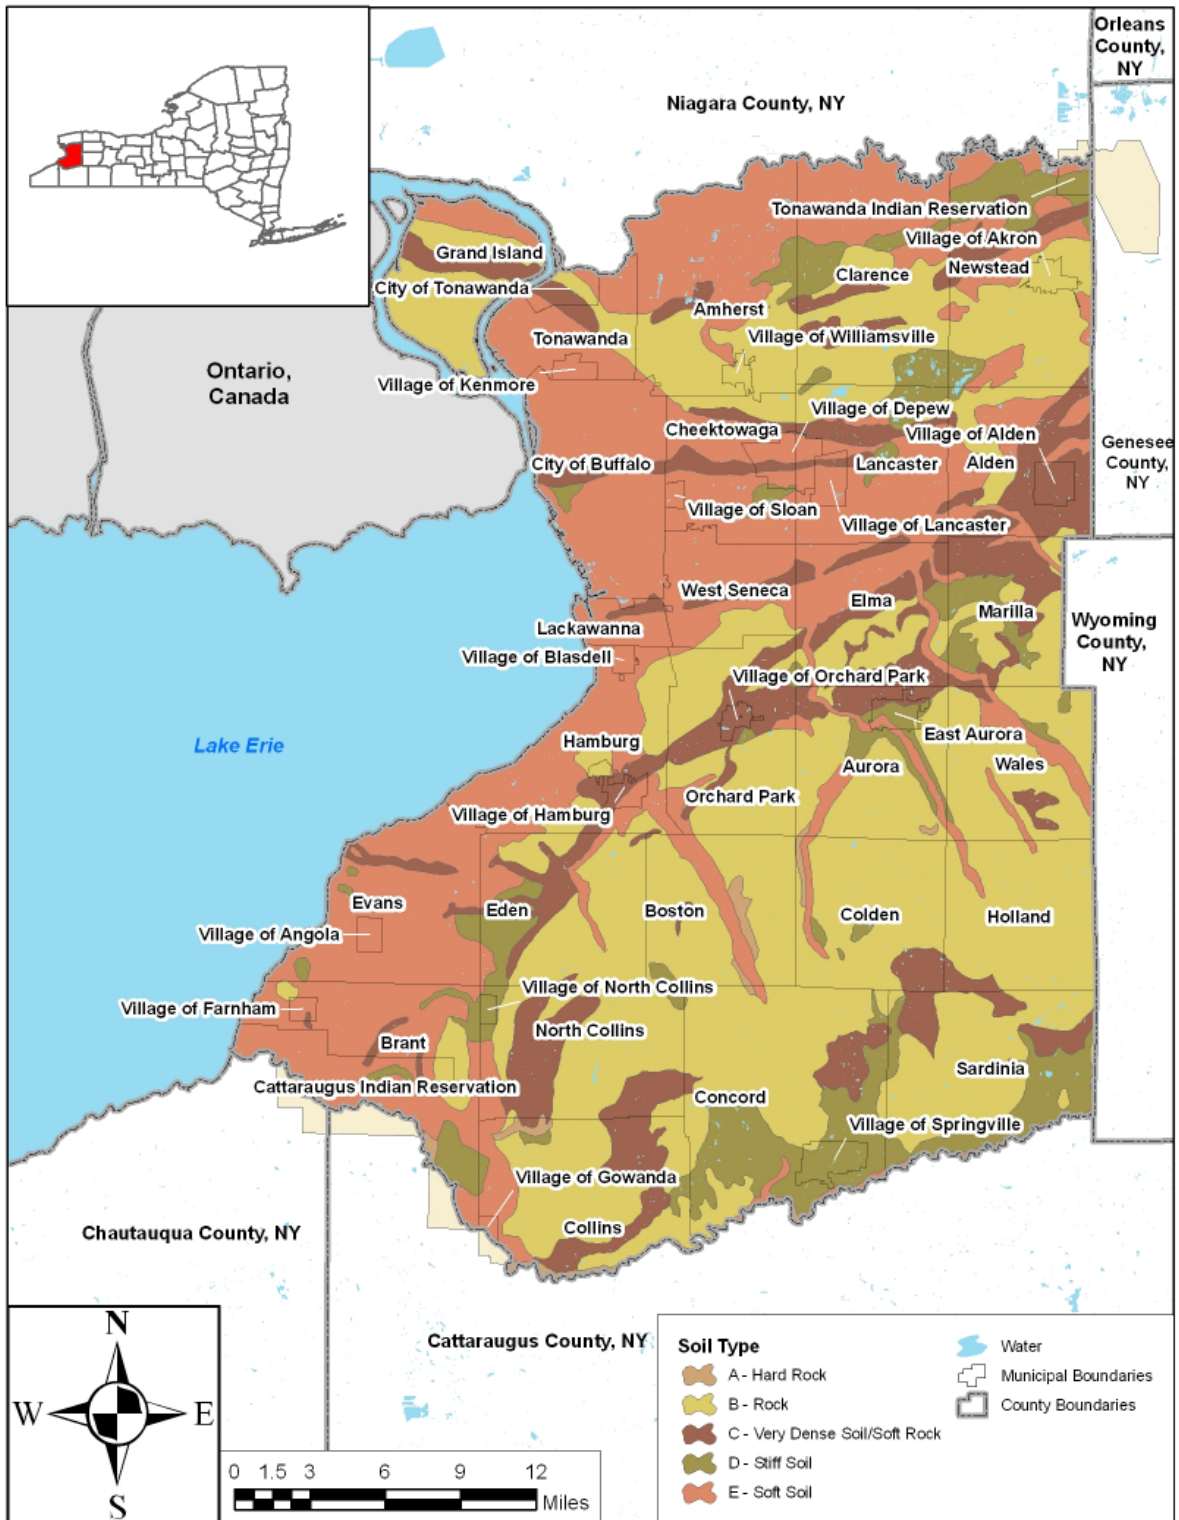 Orleans
County,
NY
Niagara County, NY
Tonawanda Indian Reservation
Village of Akron
Grand Island
Newstead
Clarence
City of Tonawanda
Amherst
Village of Williamsville
Tonawanda
Ontario,
Canada
Village of Kenmore
Village of Depew
Cheektowaga
Village of Alden
Genesee
County,
NY
City of Buffalo
Lancaster
Alden
Village of Sloan
Village of Lancaster
West Seneca
Elma
Marilla
Wyoming
County,
NY
Lackawanna
Village of Blasdell
Village of Orchard Park
East Aurora
Lake Erie
Hamburg
Aurora
Wales
Orchard Park
Village of Hamburg
Evans
Eden
Boston
Colden
Holland
Village of Angola
Village of North Collins
Village of Farnham
North Collins
Brant
Sardinia
Cattaraugus Indian Reservation
Concord
Village of Springville
Village of Gowanda
Collins
Chautauqua County, NY
Cattaraugus County, NY
N
W
E
S
0 1.5 3 6 9 12
Miles
Soil Type
A - Hard Rock
B - Rock
C - Very Dense Soil/Soft Rock
D - Stiff Soil
E - Soft Soil
Water
Municipal Boundaries
County Boundaries